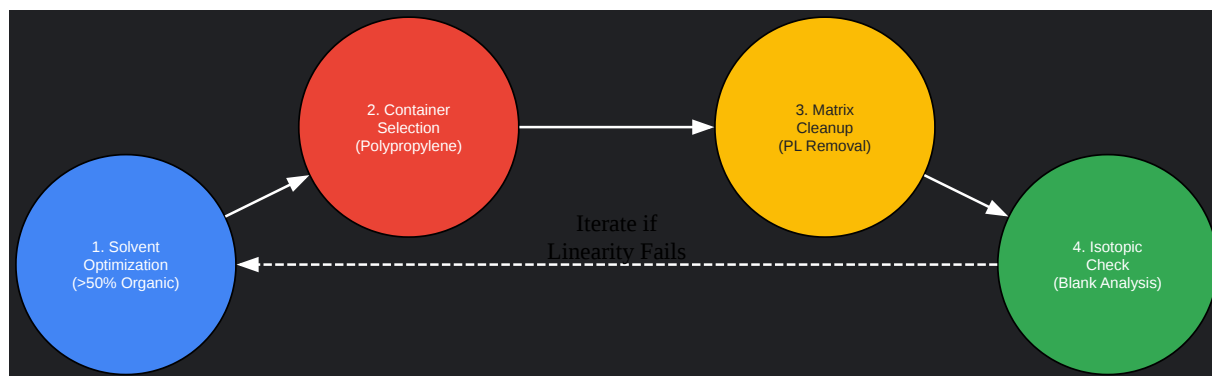 1. Solvent
Optimization
(>50% Organic)
2. Container
Selection
(Polypropylene)
3. Matrix
Cleanup
(PL Removal)
4. Isotopic
Check
(Blank Analysis)
Iterate if
Linearity Fails